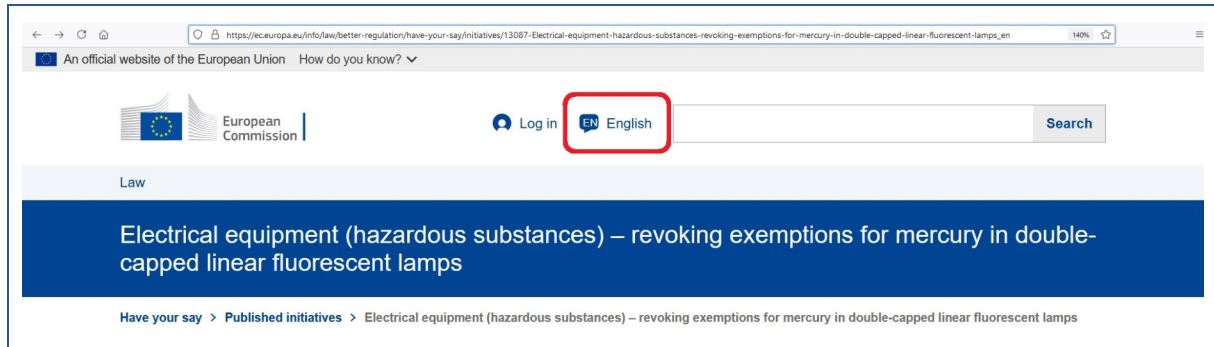 https://ec.europa.eu/info/law/better-regulation/have-your-say/initiatives/13087-Electrical-equipment-hazardous-substances-revoking-exemptions-for-mercury-in-double-capped-linear-fluorescent-lamps_en
140%
An official website of the European Union How do you know?
European
Commission
Log in
EN English
Search
Law
Electrical equipment (hazardous substances) – revoking exemptions for mercury in double-
capped linear fluorescent lamps
Have your say > Published initiatives > Electrical equipment (hazardous substances) – revoking exemptions for mercury in double-capped linear fluorescent lamps